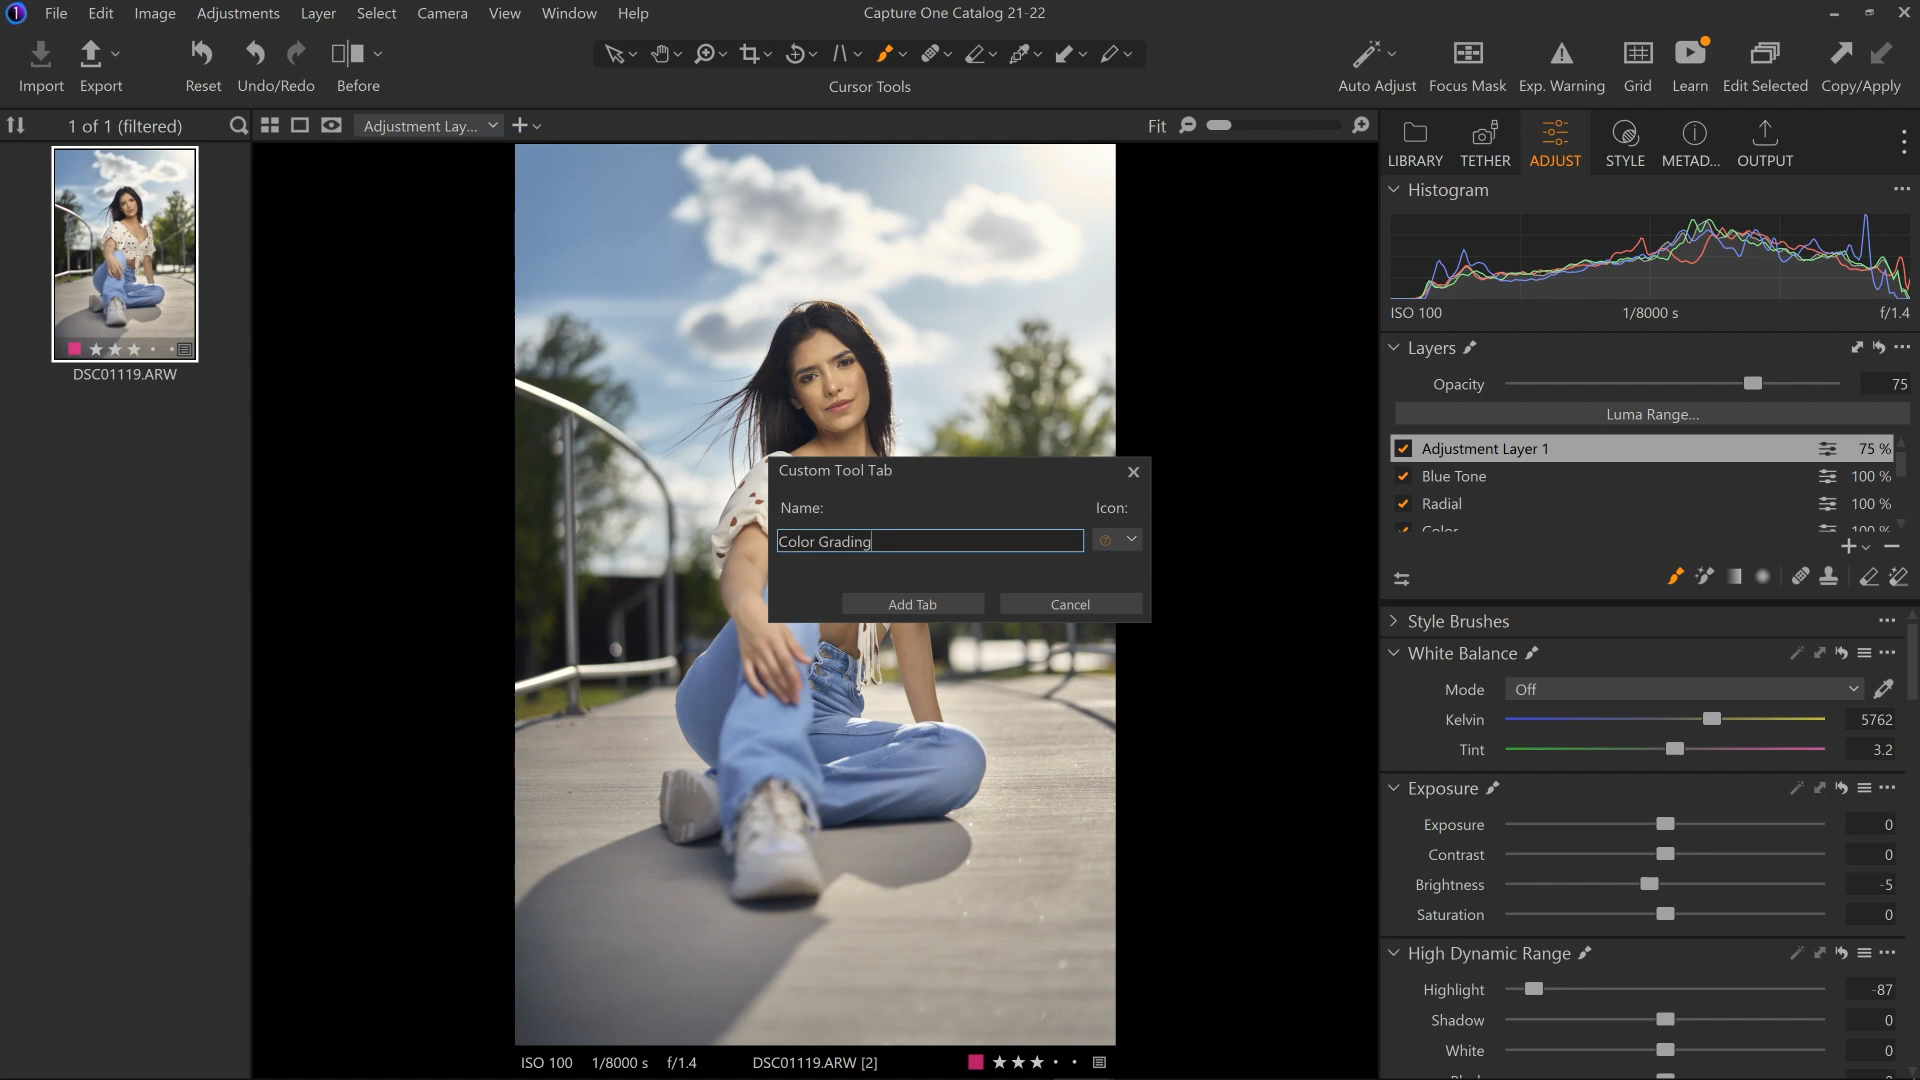 File Edit Image Adjustments Layer Select Camera View Window Help
Capture One Catalog 21-22
Import Export Reset Undo/Redo Before
Cursor Tools
Auto Adjust Focus Mask Exp. Warning Grid Learn Edit Selected Copy/Apply
1 of 1 (filtered)
Adjustment Lay...
Fit
LIBRARY TETHER ADJUST STYLE METAD... OUTPUT
Histogram
ISO 100 1/8000 s f/1.4
DSC01119.ARW
Layers
Opacity 75
Luma Range...
Adjustment Layer 1 75 %
Blue Tone 100 %
Radial 100 %
Color 100 %
Custom Tool Tab
Name: Icon:
Color Grading
Add Tab Cancel
Style Brushes
White Balance
Mode Off
Kelvin 5762
Tint 3.2
Exposure
Exposure 0
Contrast 0
Brightness -5
Saturation 0
High Dynamic Range
Highlight -87
Shadow 0
White 0
ISO 100 1/8000 s f/1.4 DSC01119.ARW [2]